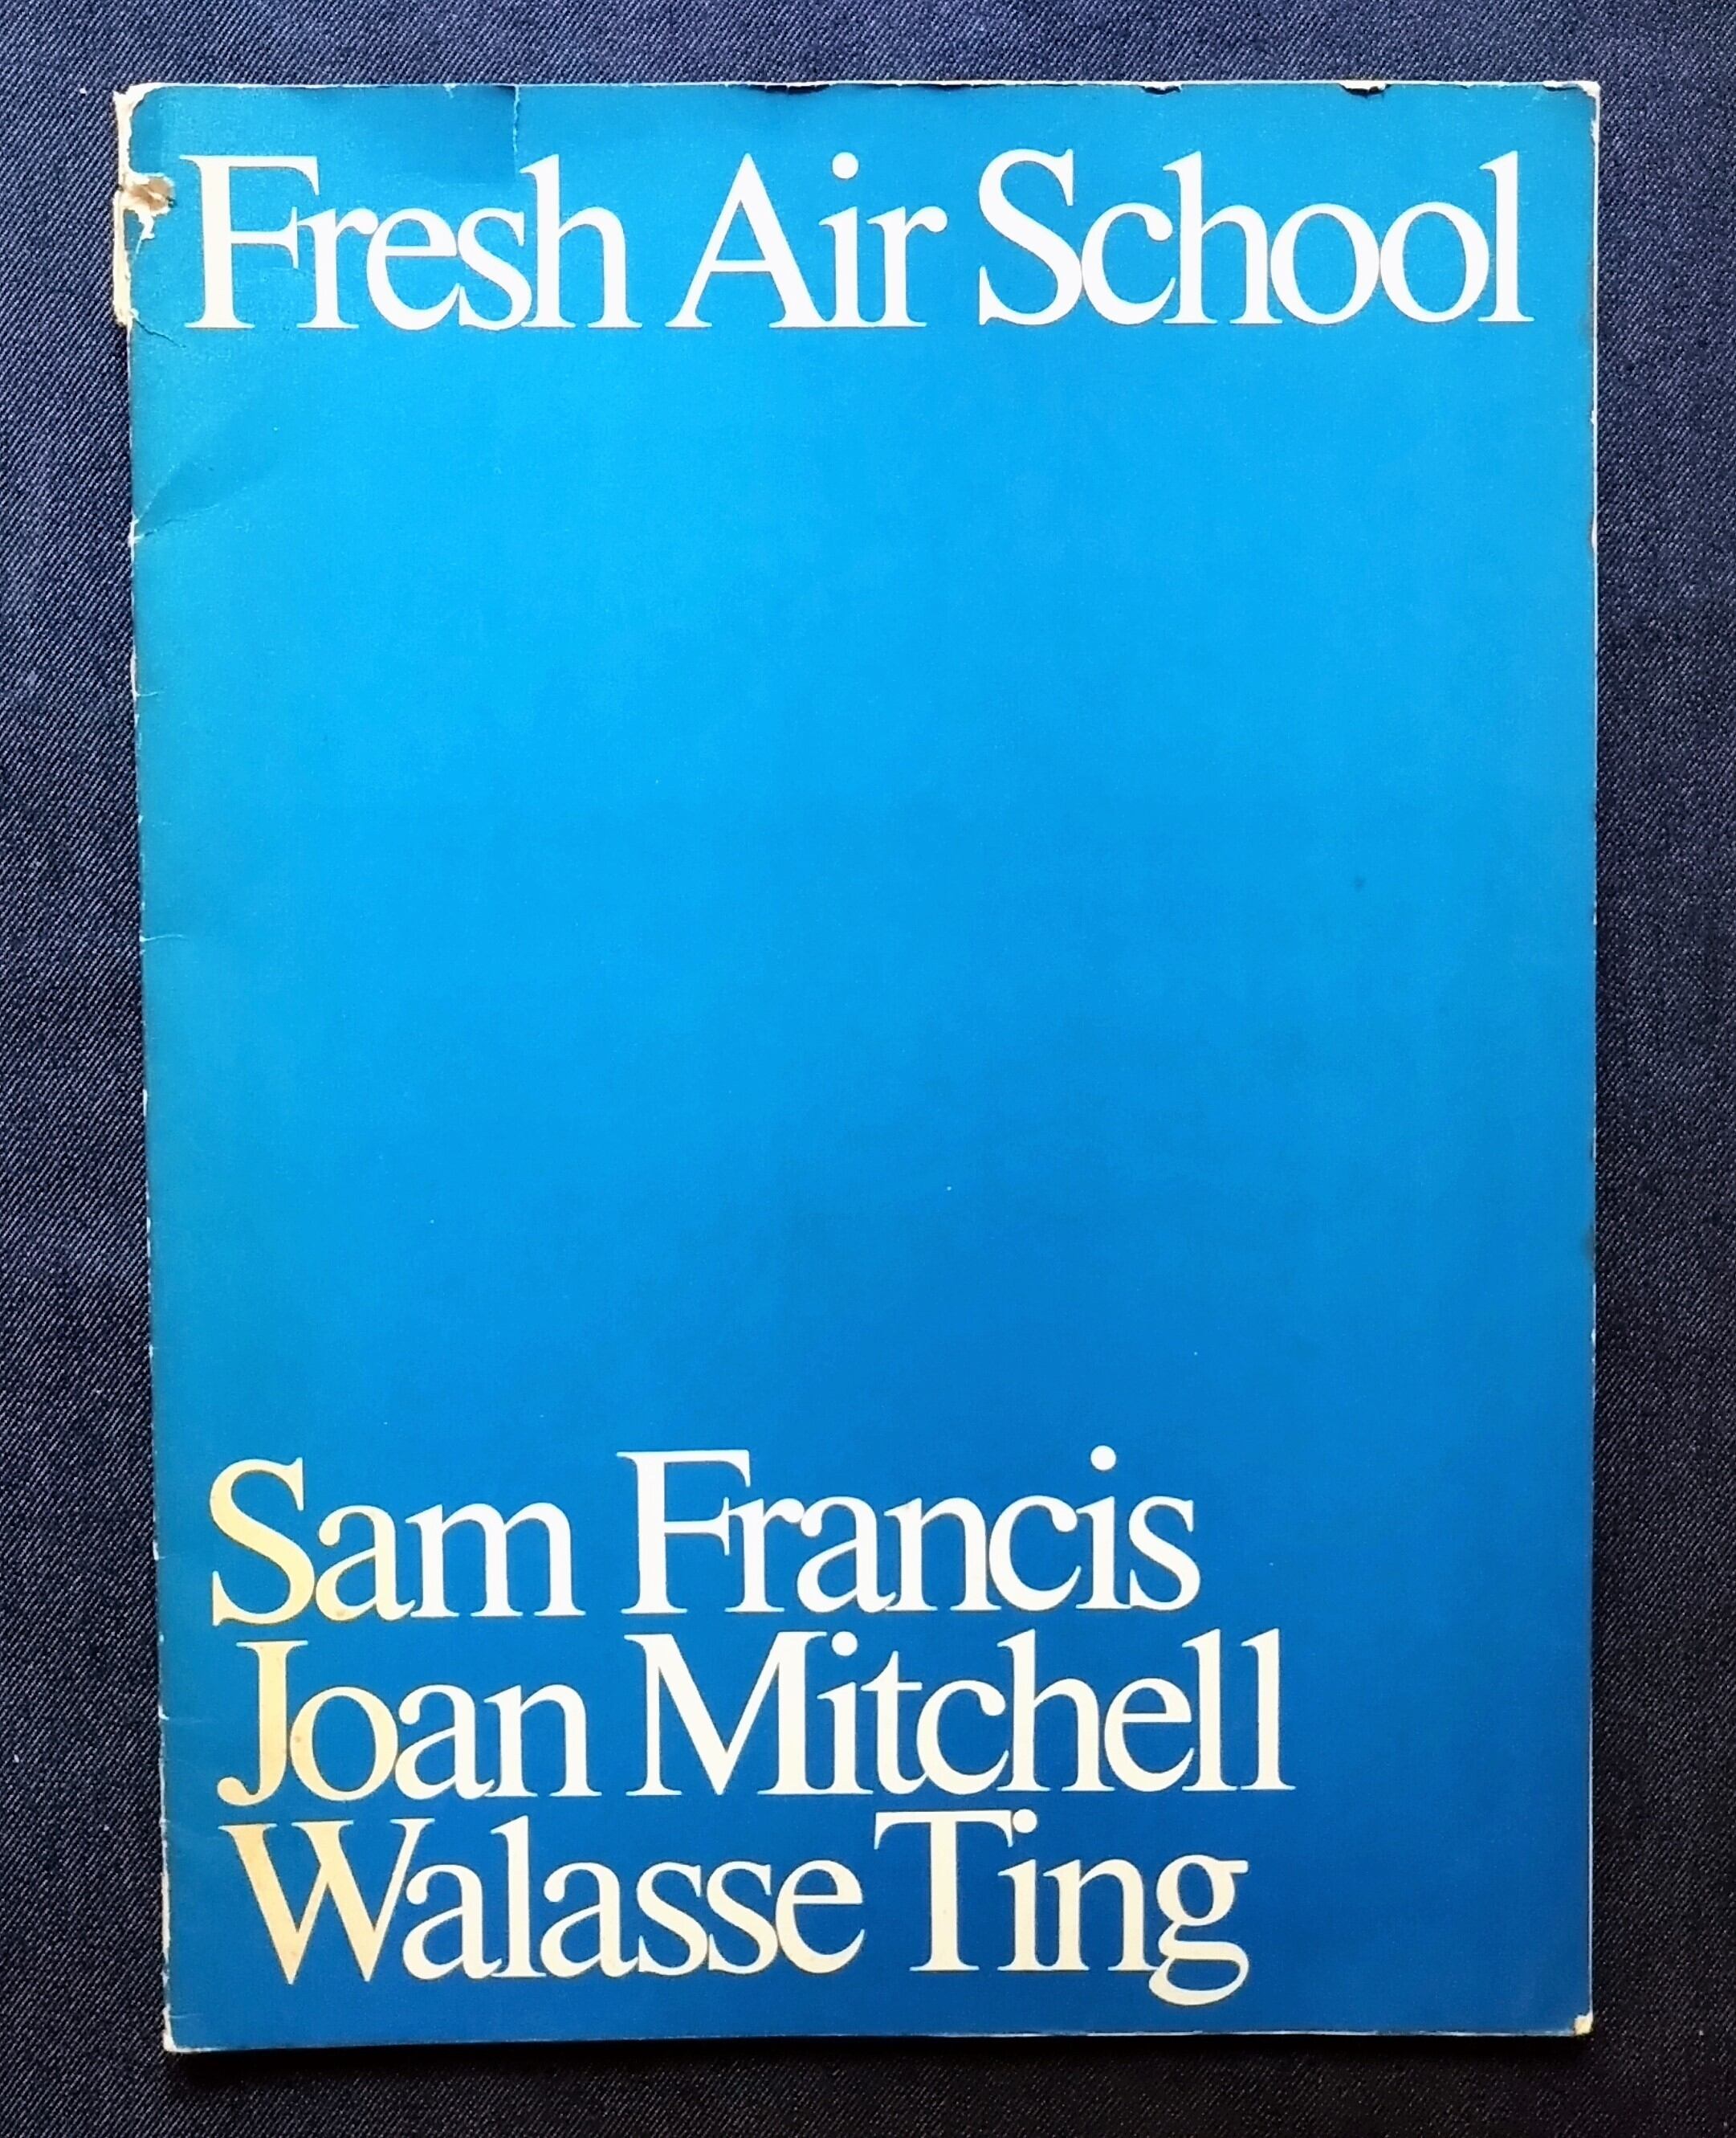 Fresh Air School
Sam Francis
Joan Mitchell
Walasse Ting